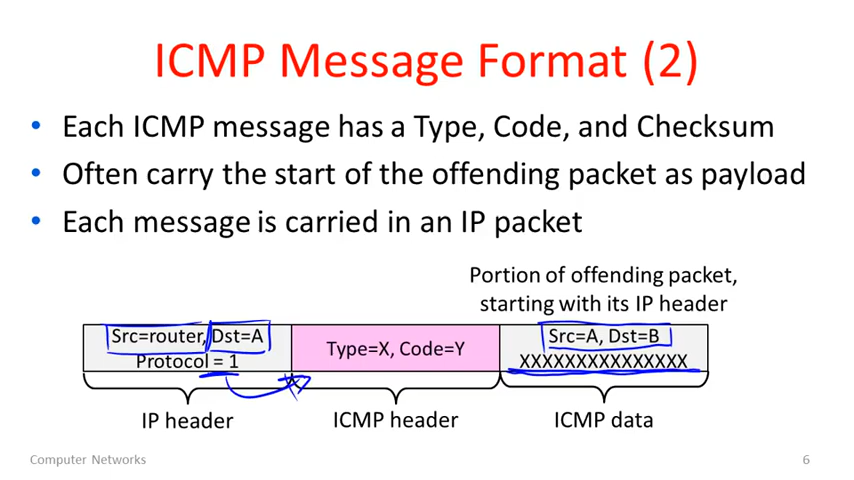 ICMP Message Format (2)
• Each ICMP message has a Type, Code, and Checksum
• Often carry the start of the offending packet as payload
• Each message is carried in an IP packet
Portion of offending packet,
starting with its IP header
Src=router, Dst=A
Protocol = 1
Type=X, Code=Y
Src=A, Dst=B
XXXXXXXXXXXXXXX
IP header
ICMP header
ICMP data
Computer Networks
6